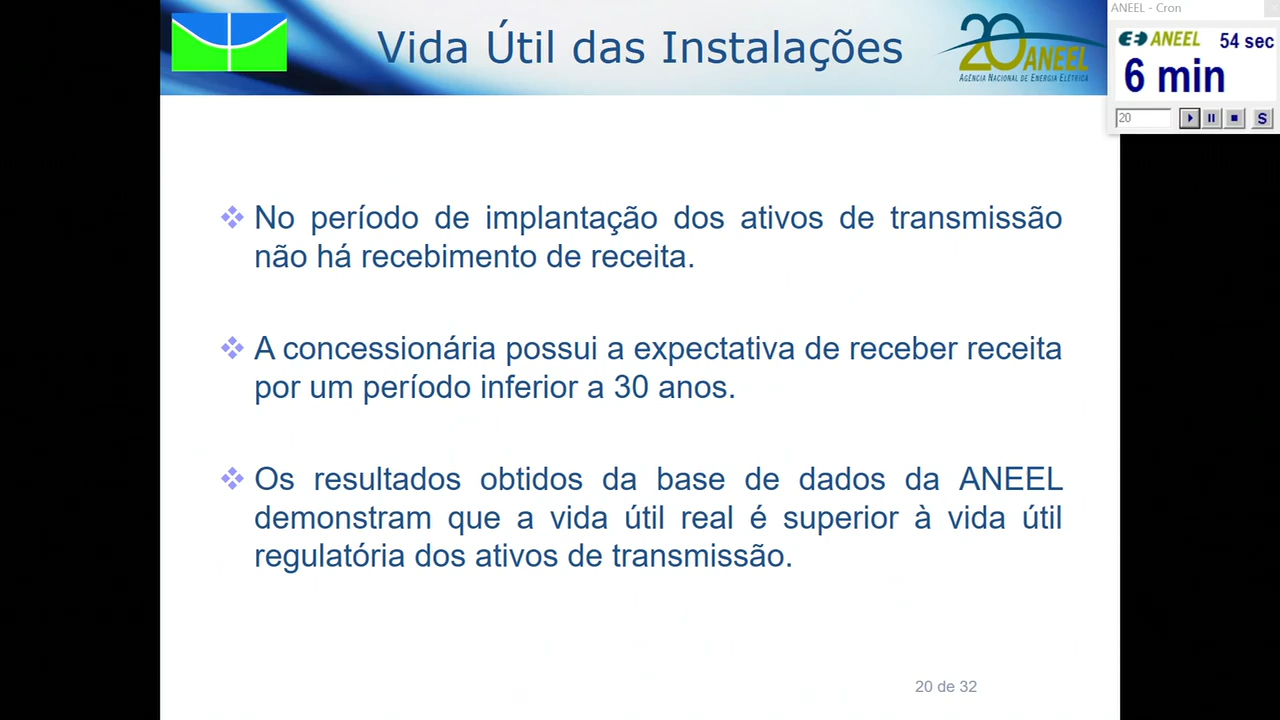 Vida Útil das Instalações
20 ANEEL
AGÊNCIA NACIONAL DE ENERGIA ELÉTRICA
ANEEL - Cron
ANEEL 54 sec
6 min
20
S
No período de implantação dos ativos de transmissão
não há recebimento de receita.
A concessionária possui a expectativa de receber receita
por um período inferior a 30 anos.
Os resultados obtidos da base de dados da ANEEL
demonstram que a vida útil real é superior à vida útil
regulatória dos ativos de transmissão.
20 de 32